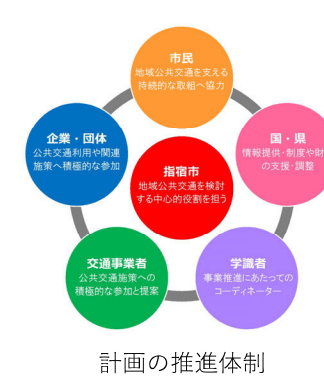 市民
地域公共交通を支える
持続的な取組へ協力
企業・団体
公共交通利用や関連
施策へ積極的な参加
国・県
情報提供・制度や財
の支援・調整
指宿市
地域公共交通を検討
する中心的役割を担う
交通事業者
公共交通施策への
積極的な参加と提案
学識者
事業推進にあたっての
コーディネーター
計画の推進体制